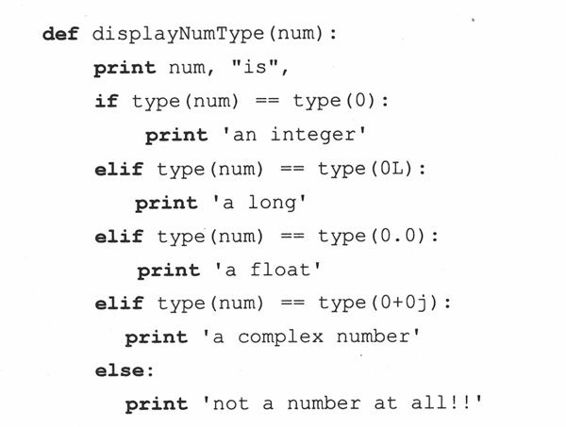 def displayNumType(num):
print num, "is",
if type(num) == type(0):
print 'an integer'
elif type(num) == type(0L):
print 'a long'
elif type(num) == type(0.0):
print 'a float'
elif type(num) == type(0+0j):
print 'a complex number'
else:
print 'not a number at all!!'